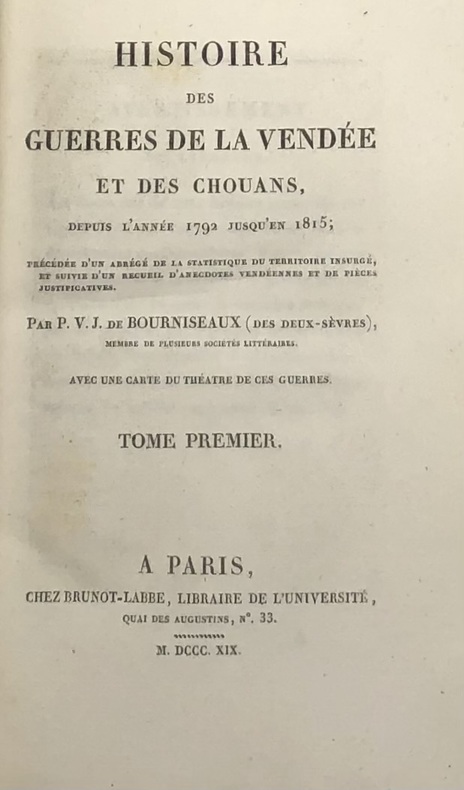 HISTOIRE
DES
GUERRES DE LA VENDÉE
ET DES CHOUANS,
DEPUIS L'ANNÉE 1792 JUSQU'EN 1815;
PRÉCÉDÉE D'UN ABRÉGÉ DE LA STATISTIQUE DU TERRITOIRE INSURGÉ,
ET SUIVIE D'UN RECUEIL D'ANECDOTES VENDÉENNES ET DE PIÈCES
JUSTIFICATIVES.
PAR P. V. J. DE BOURNISEAUX (DES DEUX-SÈVRES),
MEMBRE DE PLUSIEURS SOCIÉTÉS LITTÉRAIRES.
AVEC UNE CARTE DU THÉATRE DE CES GUERRES.
TOME PREMIER.
A PARIS,
CHEZ BRUNOT-LABBE, LIBRAIRE DE L'UNIVERSITÉ,
QUAI DES AUGUSTINS, N°. 33.
M. DCCC. XIX.